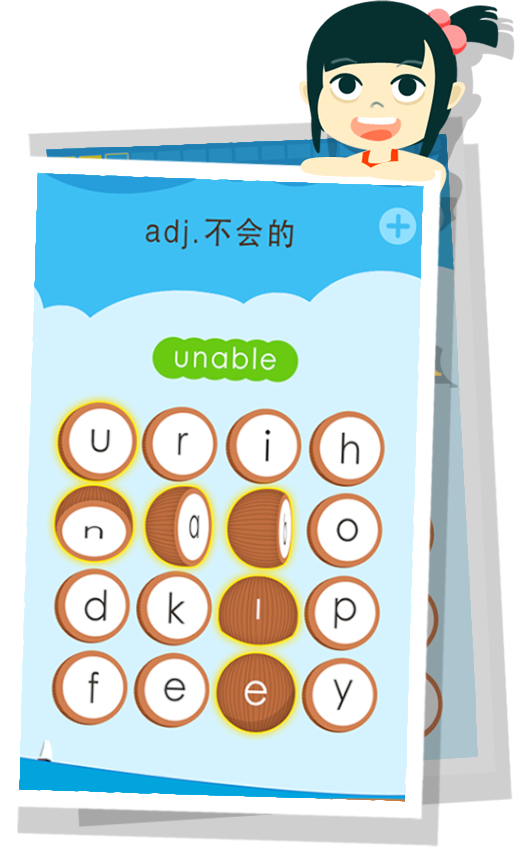 adj.不会的
unable
u r i h
n a b o
d k l p
f e e y